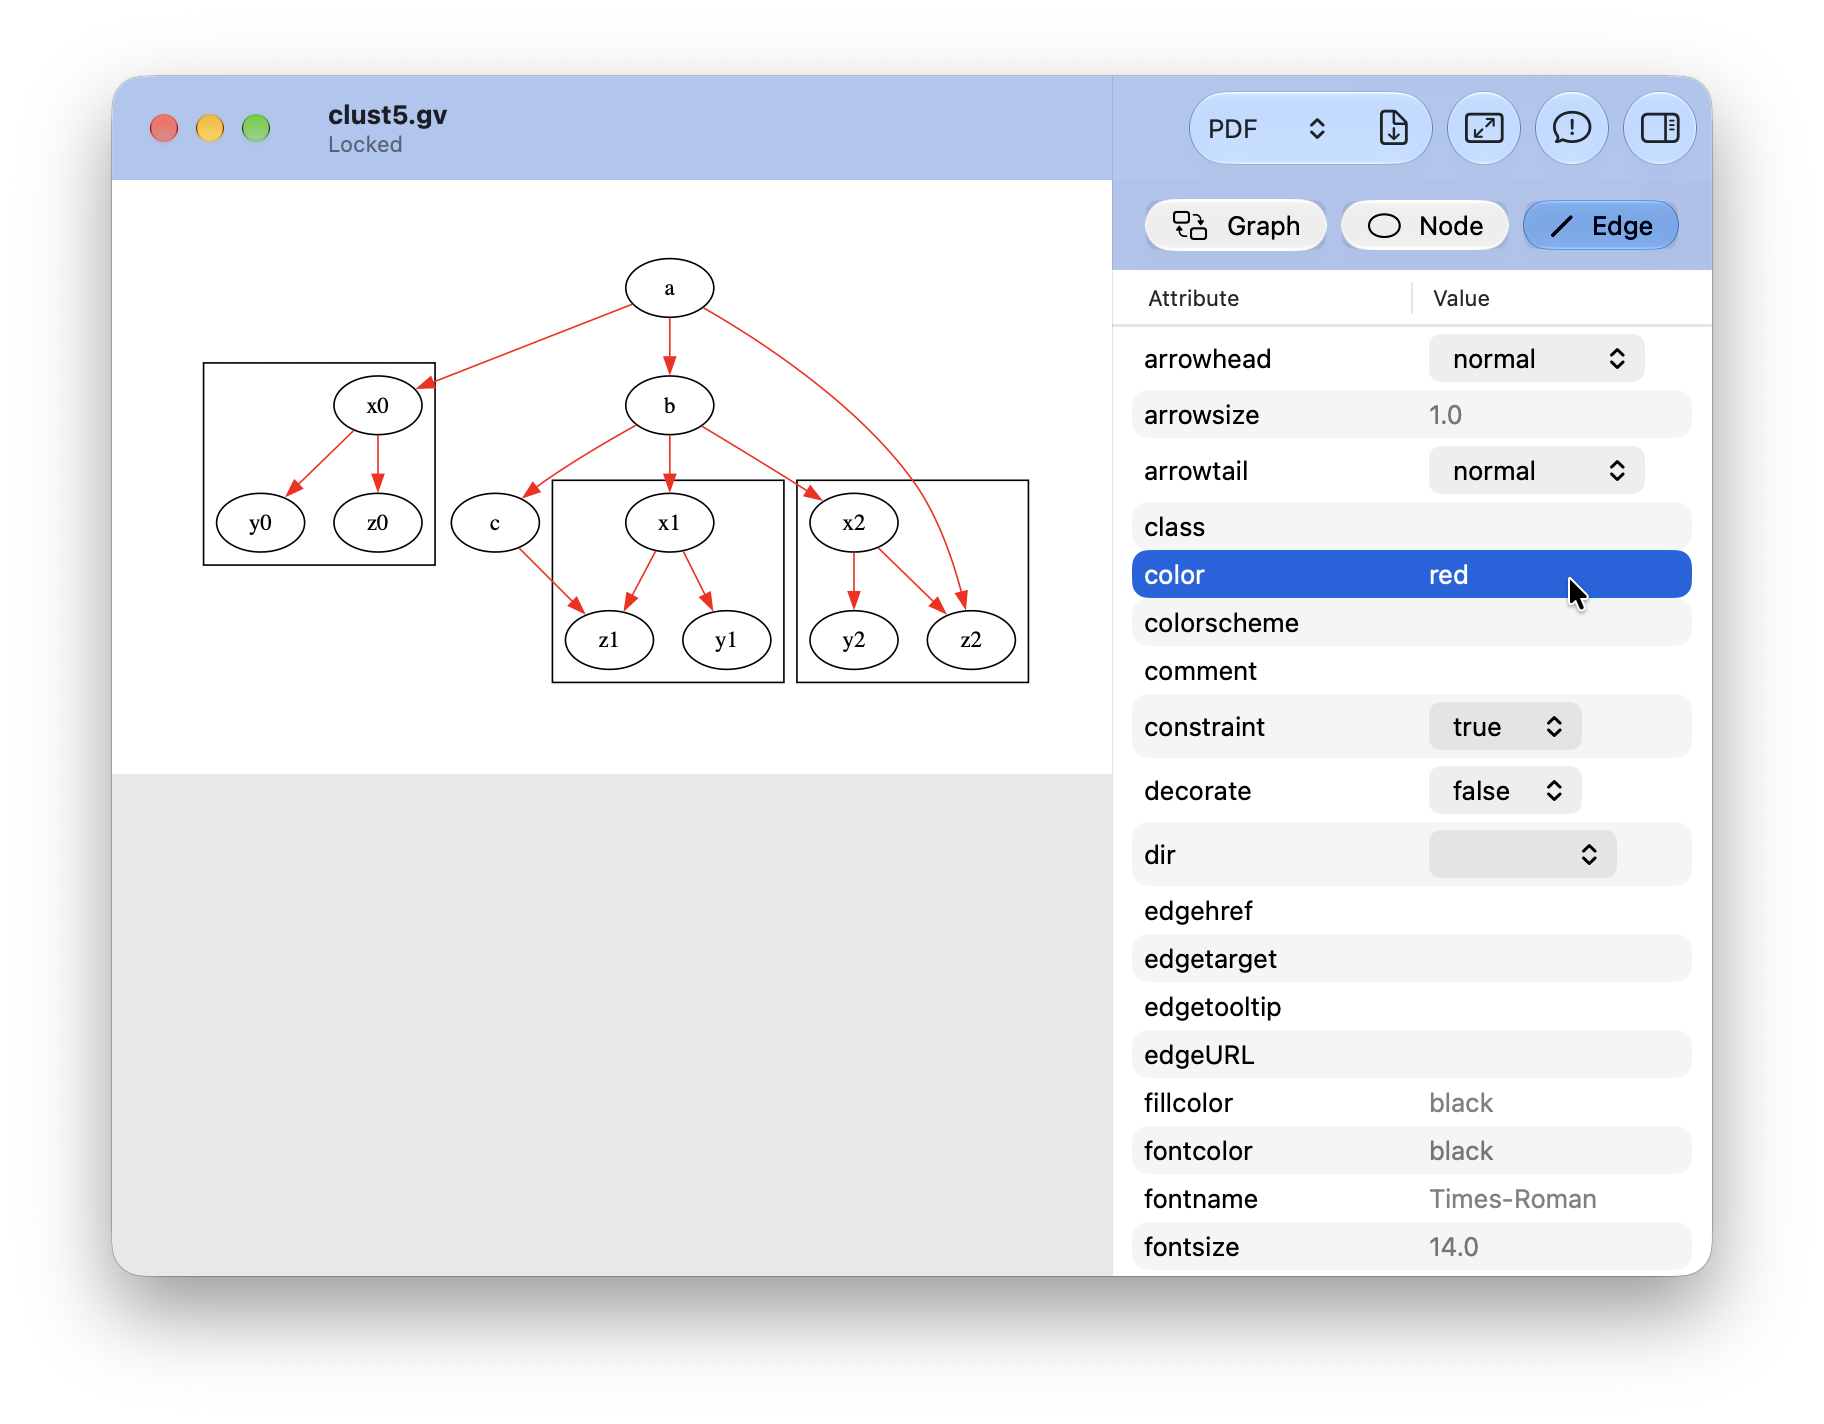 clust5.gv
Locked
PDF
Graph Node Edge
Attribute Value
a
x0 b
y0 z0 c x1 x2
z1 y1 y2 z2
arrowhead normal
arrowsize 1.0
arrowtail normal
class
color red
colorscheme
comment
constraint true
decorate false
dir
edgehref
edgetarget
edgetooltip
edgeURL
fillcolor black
fontcolor black
fontname Times-Roman
fontsize 14.0